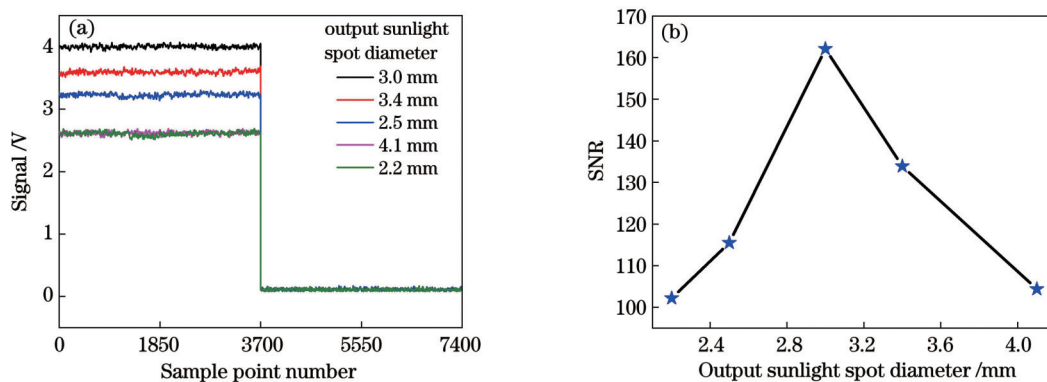 (a)
output sunlight
spot diameter
3.0 mm
3.4 mm
2.5 mm
4.1 mm
2.2 mm
4
3
2
1
0
Signal /V
0 1850 3700 5550 7400
Sample point number
(b)
170
160
150
140
130
120
110
100
SNR
2.4 2.8 3.2 3.6 4.0
Output sunlight spot diameter /mm